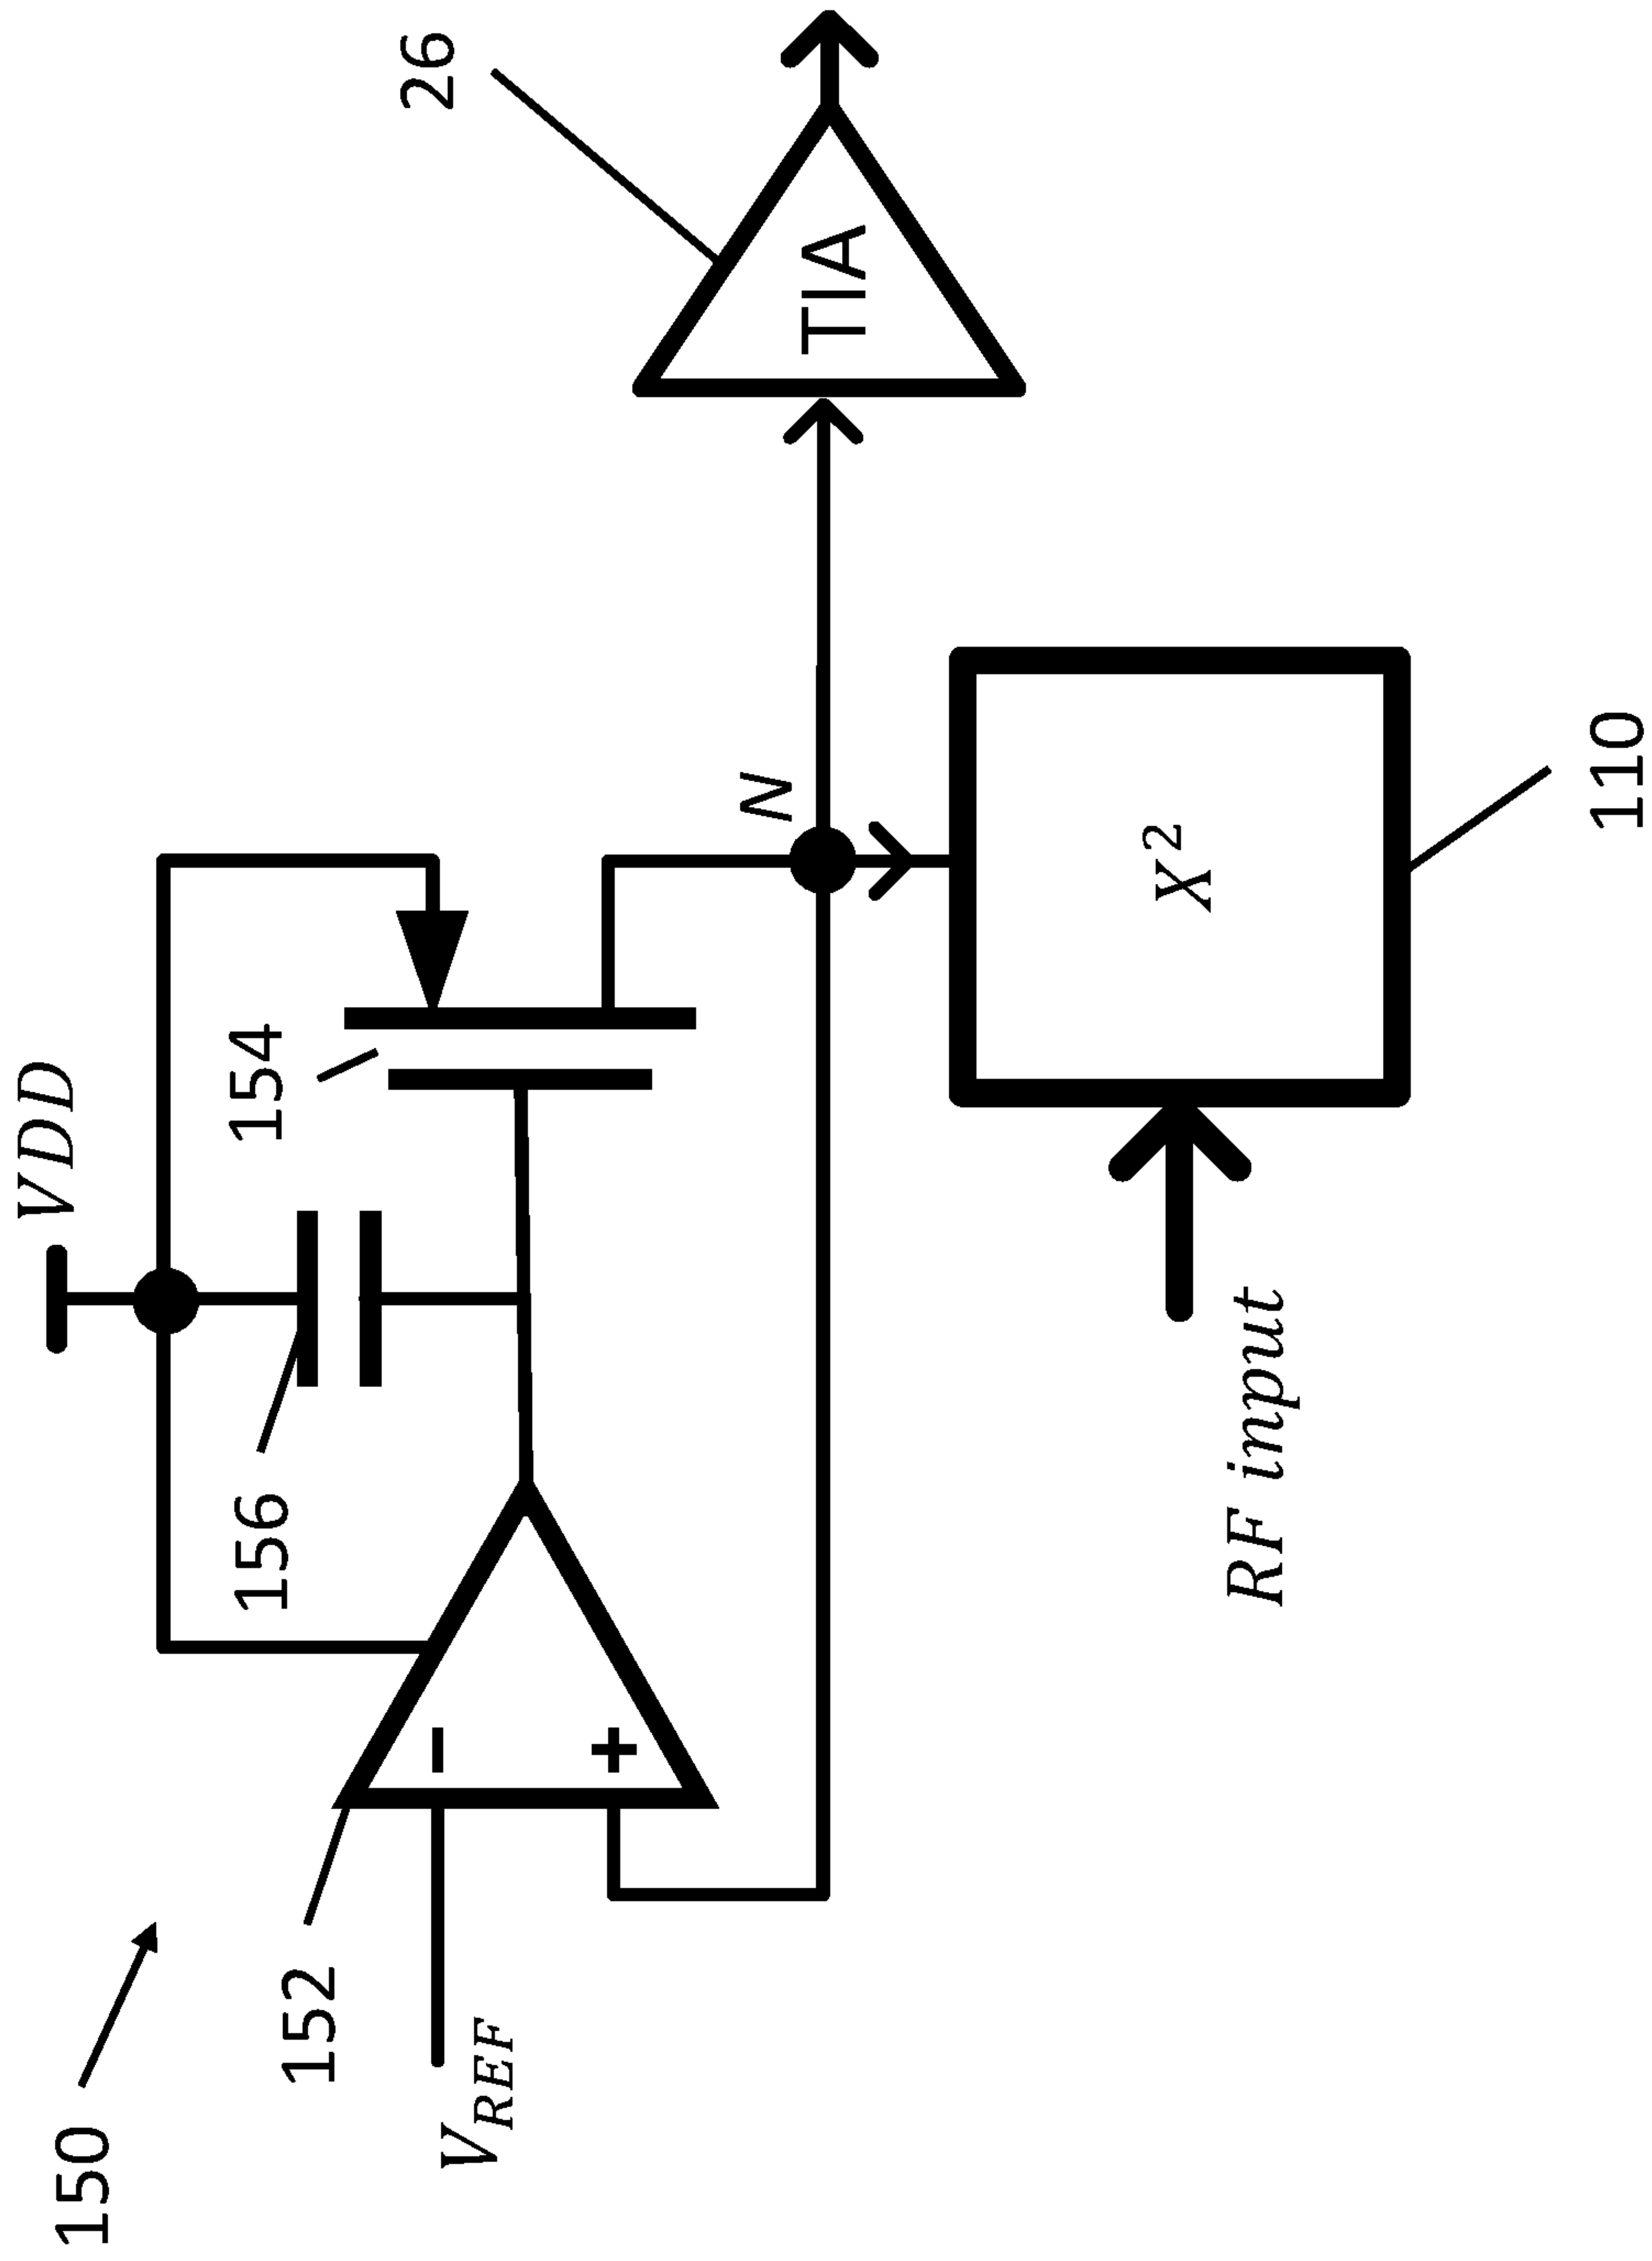 VDD
150
154
156
152
26
V_REF
−
+
N
TIA
X²
RF input
110